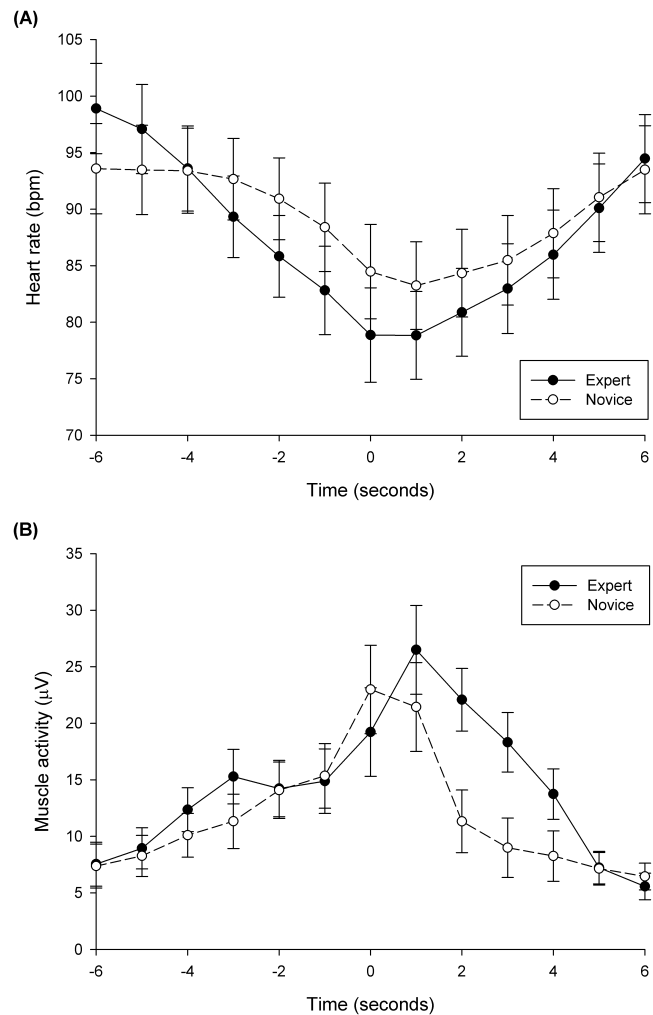 (A)
105
100
95
90
85
80
75
70
Heart rate (bpm)
Expert
Novice
-6 -4 -2 0 2 4 6
Time (seconds)
(B)
35
30
25
20
15
10
5
0
Muscle activity (μV)
Expert
Novice
-6 -4 -2 0 2 4 6
Time (seconds)